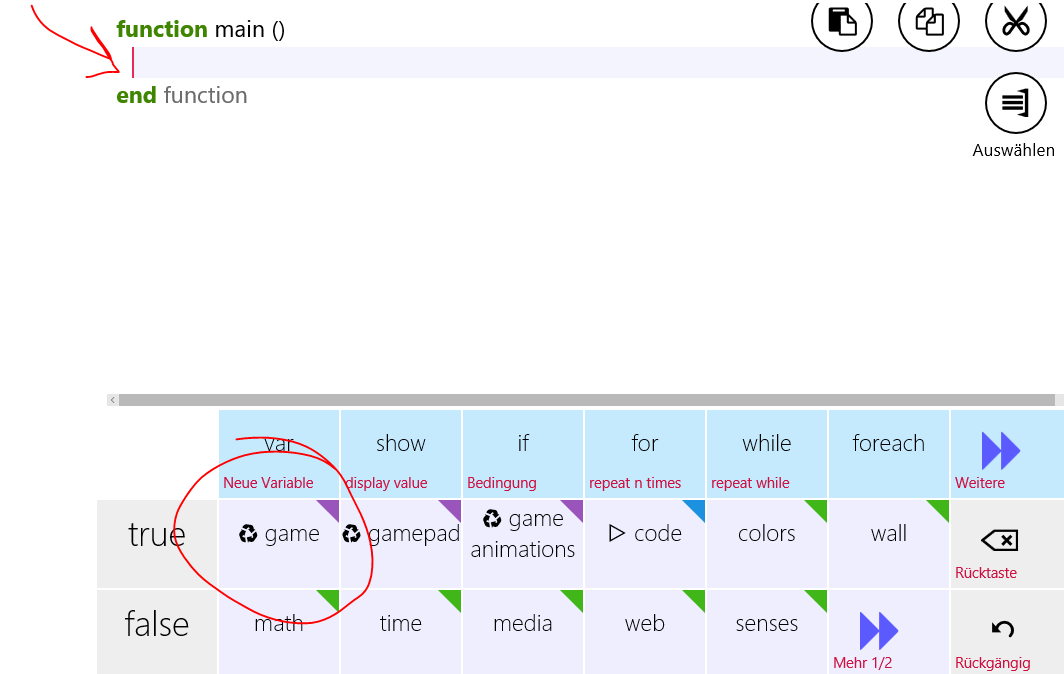 function main ()
end function
Auswählen
var
Neue Variable
show
display value
if
Bedingung
for
repeat n times
while
repeat while
foreach
Weitere
true
game
gamepad
game
animations
code
colors
wall
Rücktaste
false
math
time
media
web
senses
Mehr 1/2
Rückgängig